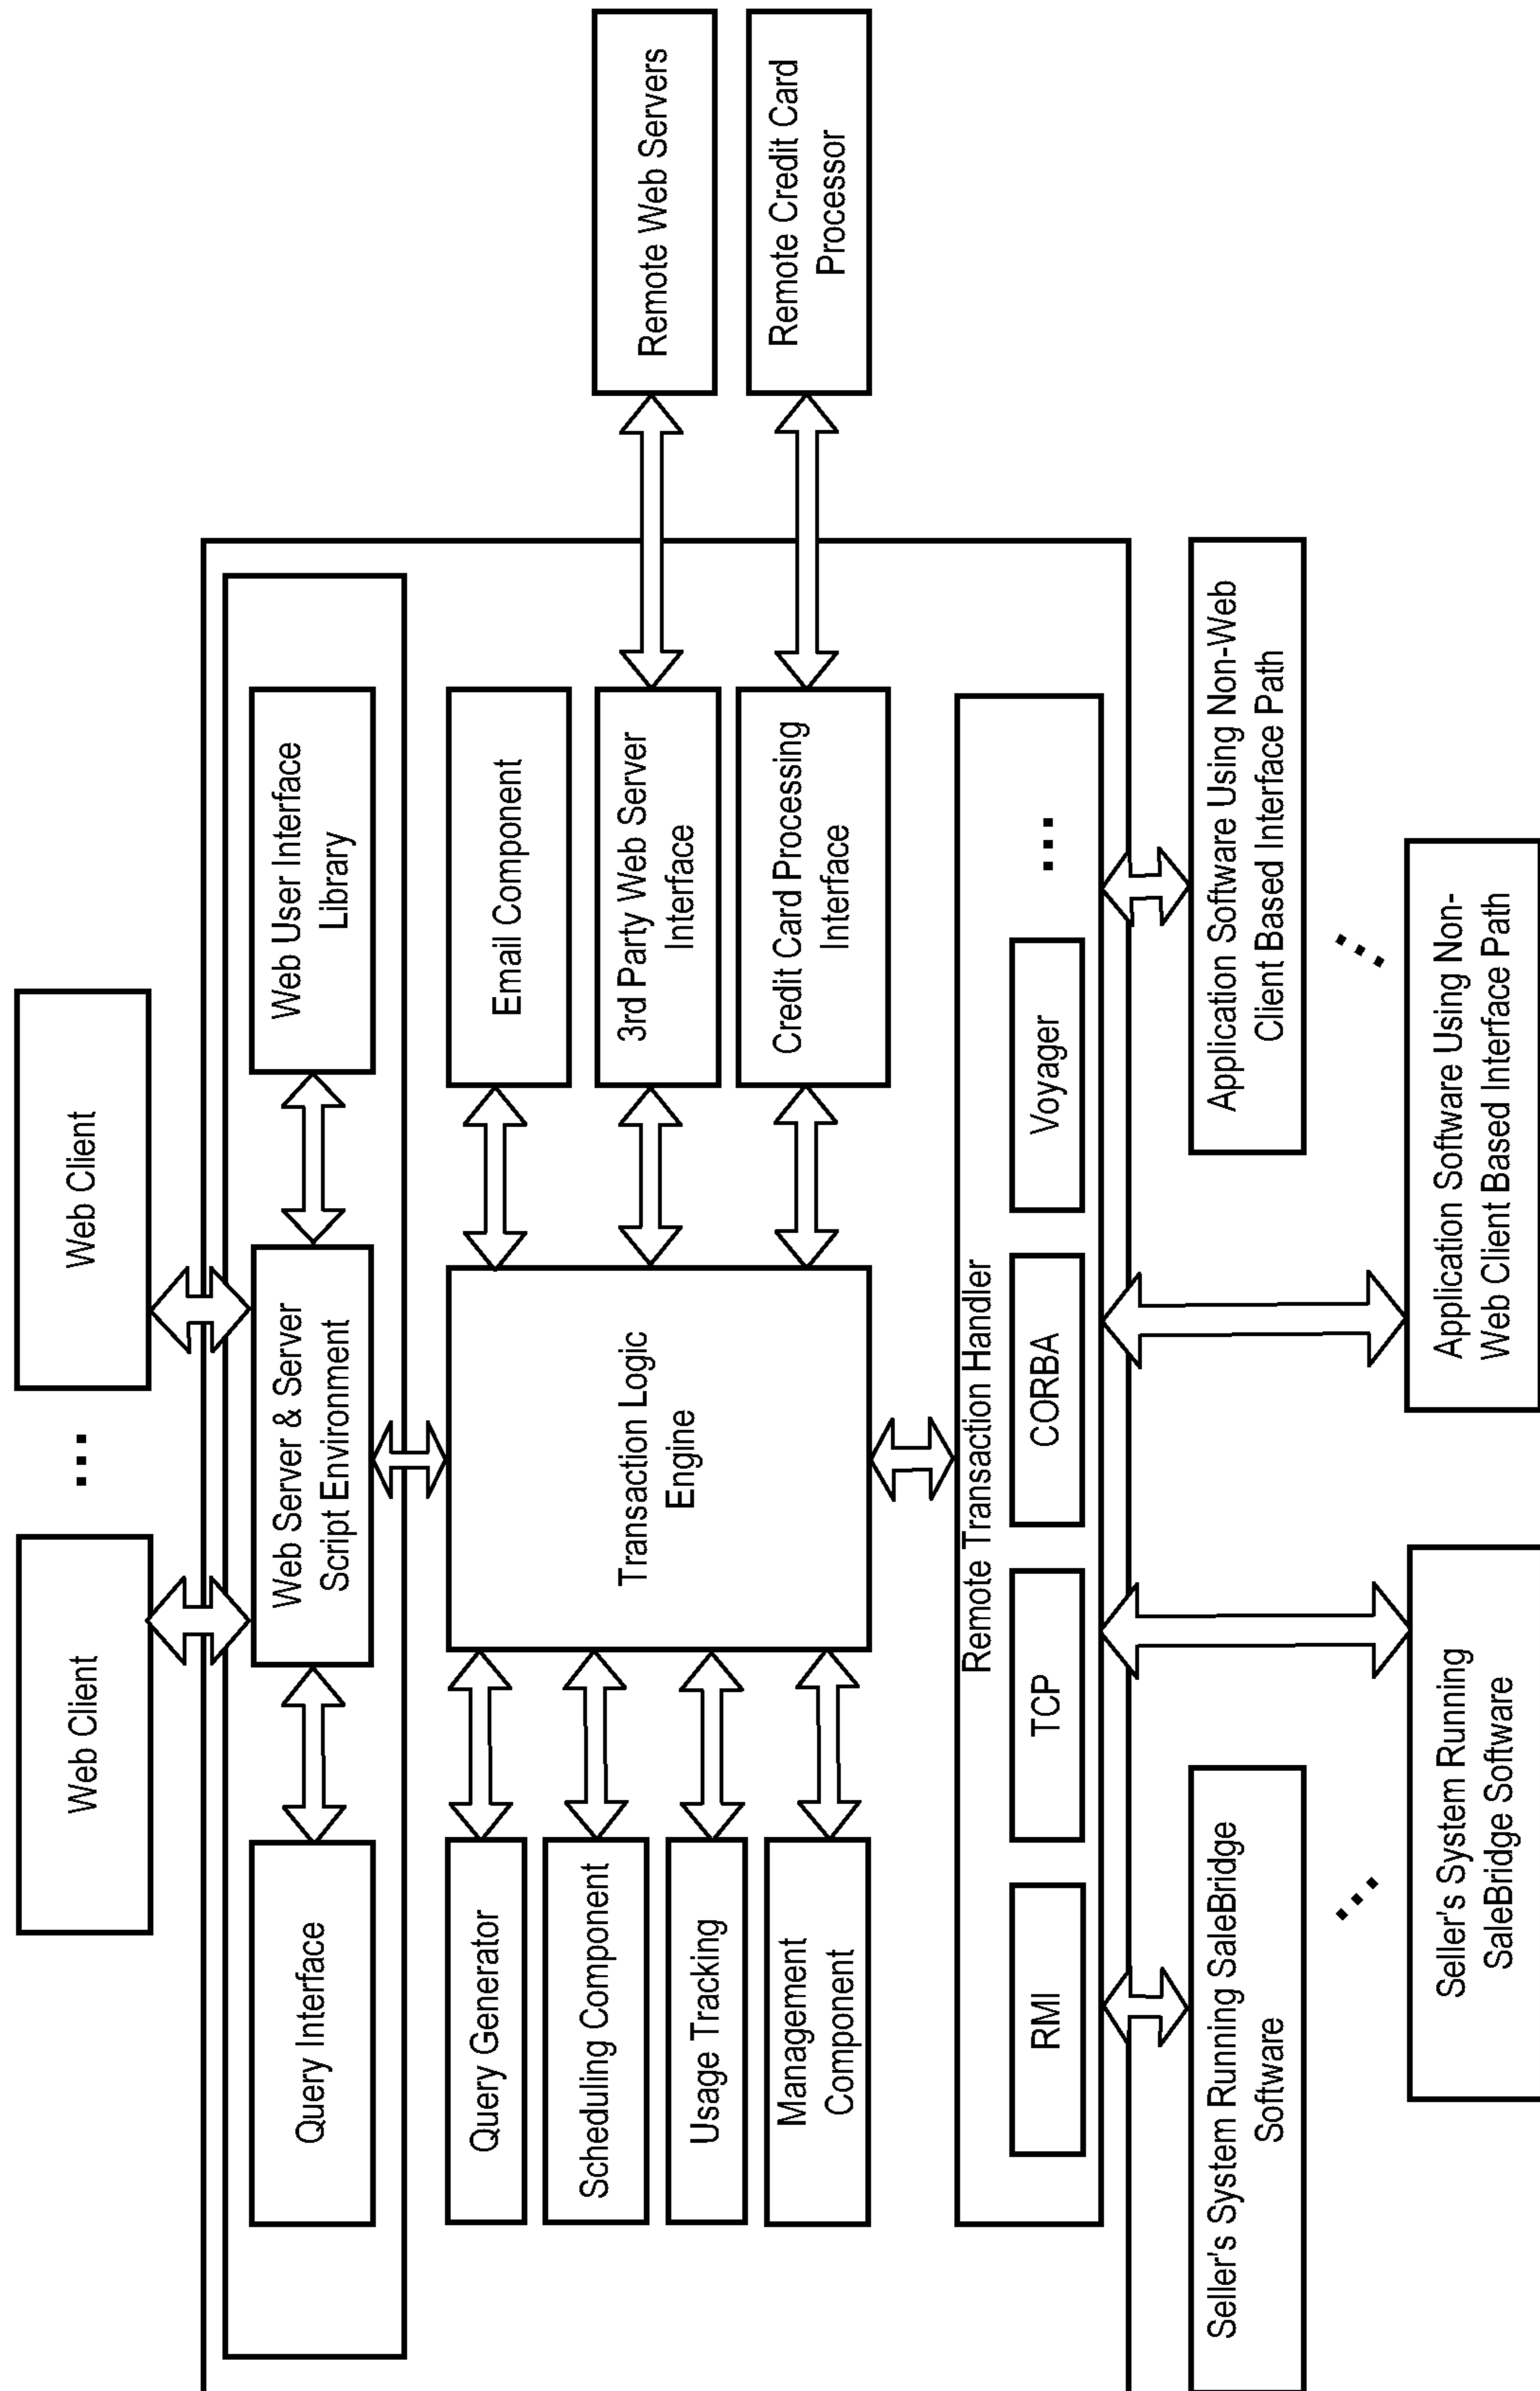 Web Client
...
Web Client
Query Interface
Web Server & Server
Script Environment
Web User Interface
Library
Query Generator
Scheduling Component
Usage Tracking
Management
Component
Transaction Logic
Engine
Email Component
3rd Party Web Server
Interface
Credit Card Processing
Interface
Remote Web Servers
Remote Credit Card
Processor
Remote Transaction Handler
RMI
TCP
CORBA
Voyager
...
Seller's System Running SaleBridge
Software
...
Seller's System Running
SaleBridge Software
Application Software Using Non-Web
Client Based Interface Path
...
Application Software Using Non-
Web Client Based Interface Path